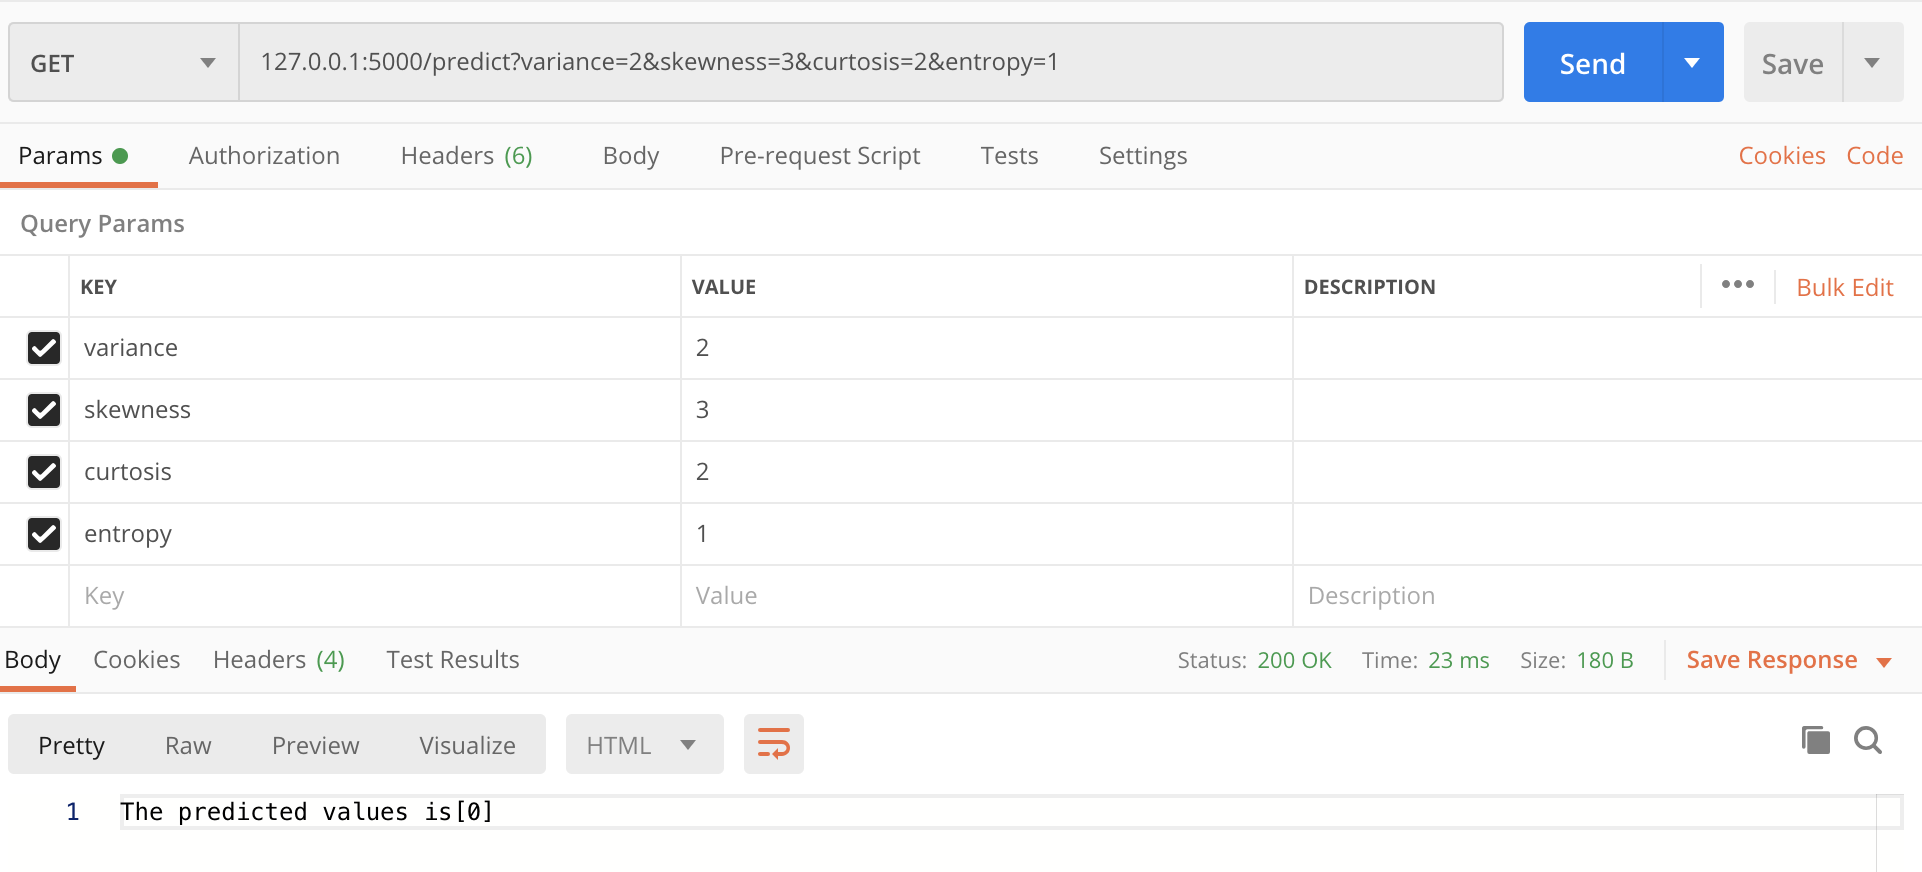 GET 127.0.0.1:5000/predict?variance=2&skewness=3&curtosis=2&entropy=1 Send Save
Params Authorization Headers (6) Body Pre-request Script Tests Settings Cookies Code
Query Params
KEY VALUE DESCRIPTION ••• Bulk Edit
variance 2
skewness 3
curtosis 2
entropy 1
Key Value Description
Body Cookies Headers (4) Test Results Status: 200 OK Time: 23 ms Size: 180 B Save Response
Pretty Raw Preview Visualize HTML
1 The predicted values is[0]